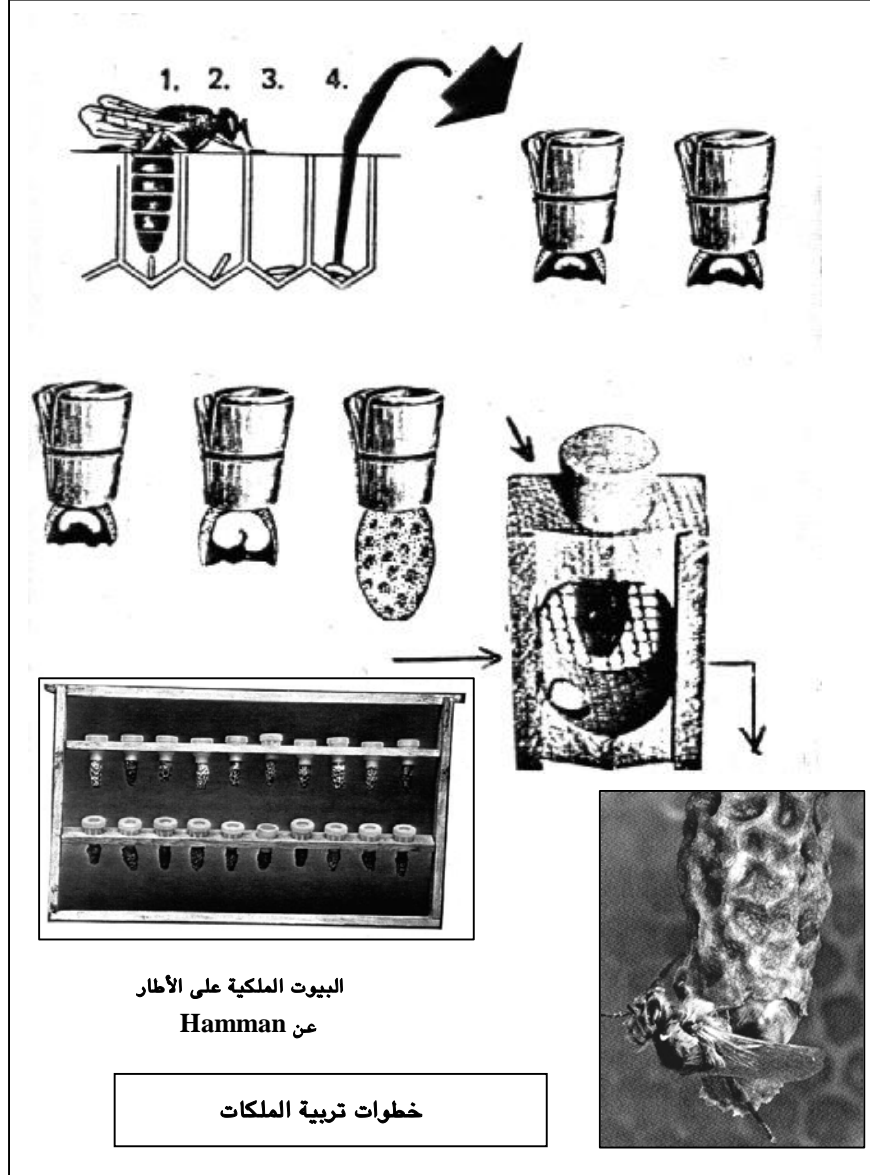 1. 2. 3. 4.
البيوت الملكية على الأطار
عن Hamman
خطوات تربية الملكات